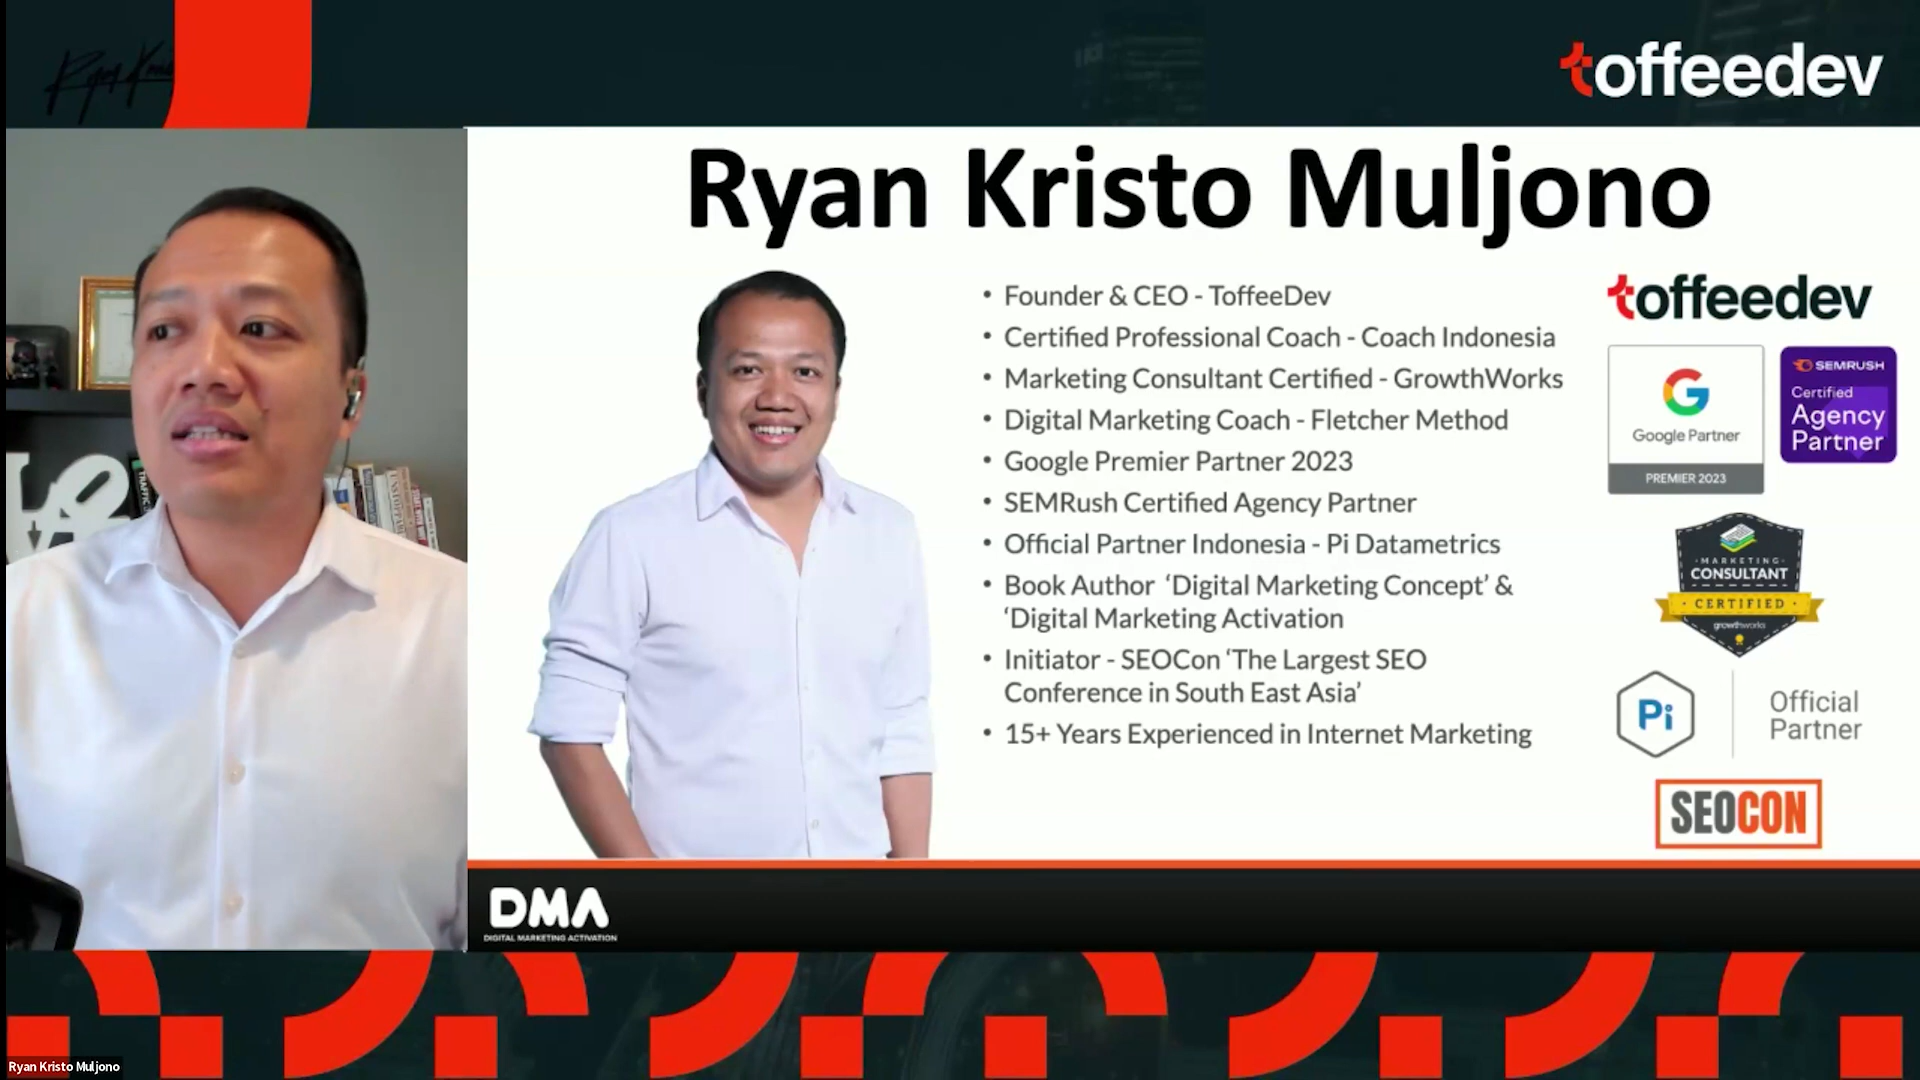 toffeedev
Ryan Kristo Muljono
• Founder & CEO - ToffeeDev
• Certified Professional Coach - Coach Indonesia
• Marketing Consultant Certified - GrowthWorks
• Digital Marketing Coach - Fletcher Method
• Google Premier Partner 2023
• SEMRush Certified Agency Partner
• Official Partner Indonesia - Pi Datametrics
• Book Author ‘Digital Marketing Concept’ &
‘Digital Marketing Activation
• Initiator - SEOCon ‘The Largest SEO
Conference in South East Asia’
• 15+ Years Experienced in Internet Marketing
toffeedev
Google Partner
PREMIER 2023
SEMRUSH
Certified
Agency
Partner
·MARKETING·
CONSULTANT
· CERTIFIED ·
growthworks
Pi
Official
Partner
SEOCON
DMA
DIGITAL MARKETING ACTIVATION
Ryan Kristo Muljono
TRAFFIC